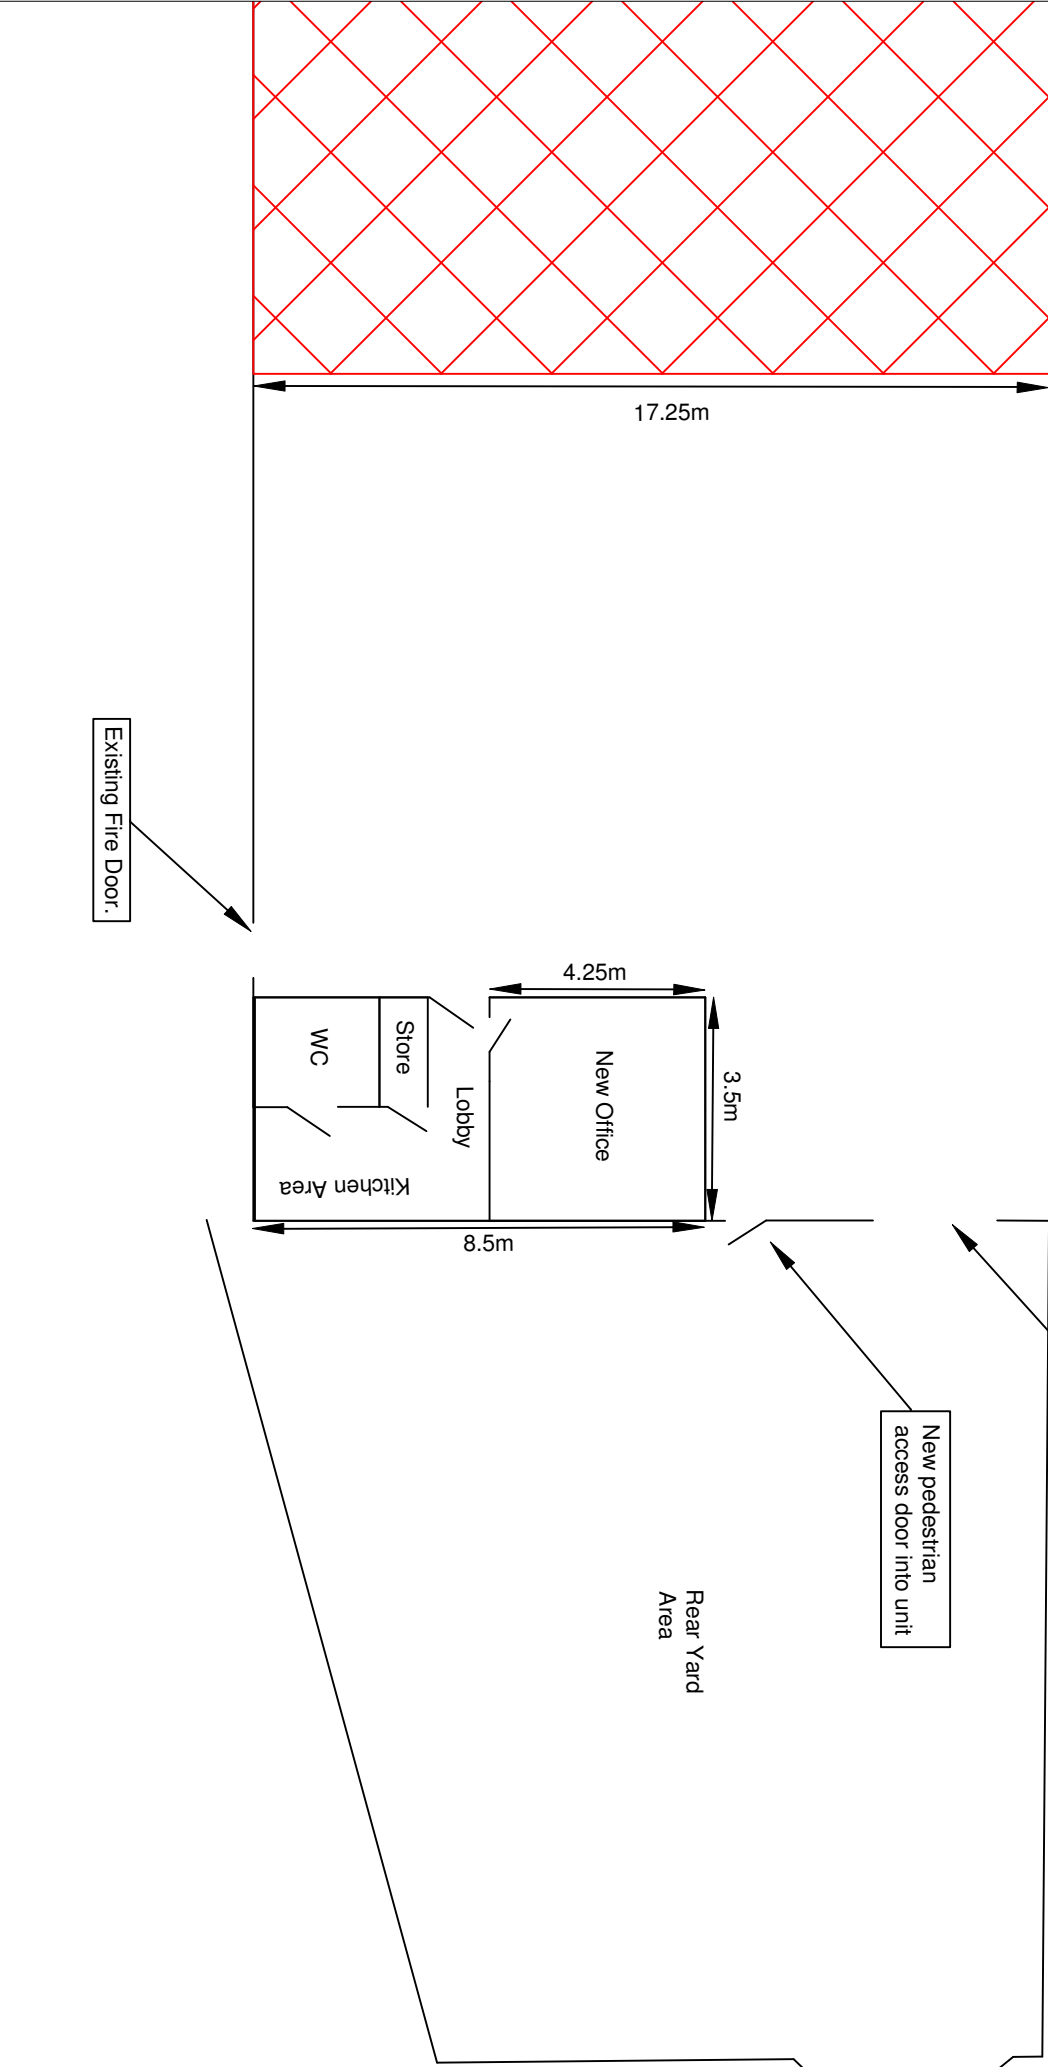 17.25m
Existing Fire Door.
4.25m
3.5m
WC
Store
Lobby
New Office
Kitchen Area
8.5m
New pedestrian
access door into unit
Rear Yard
Area